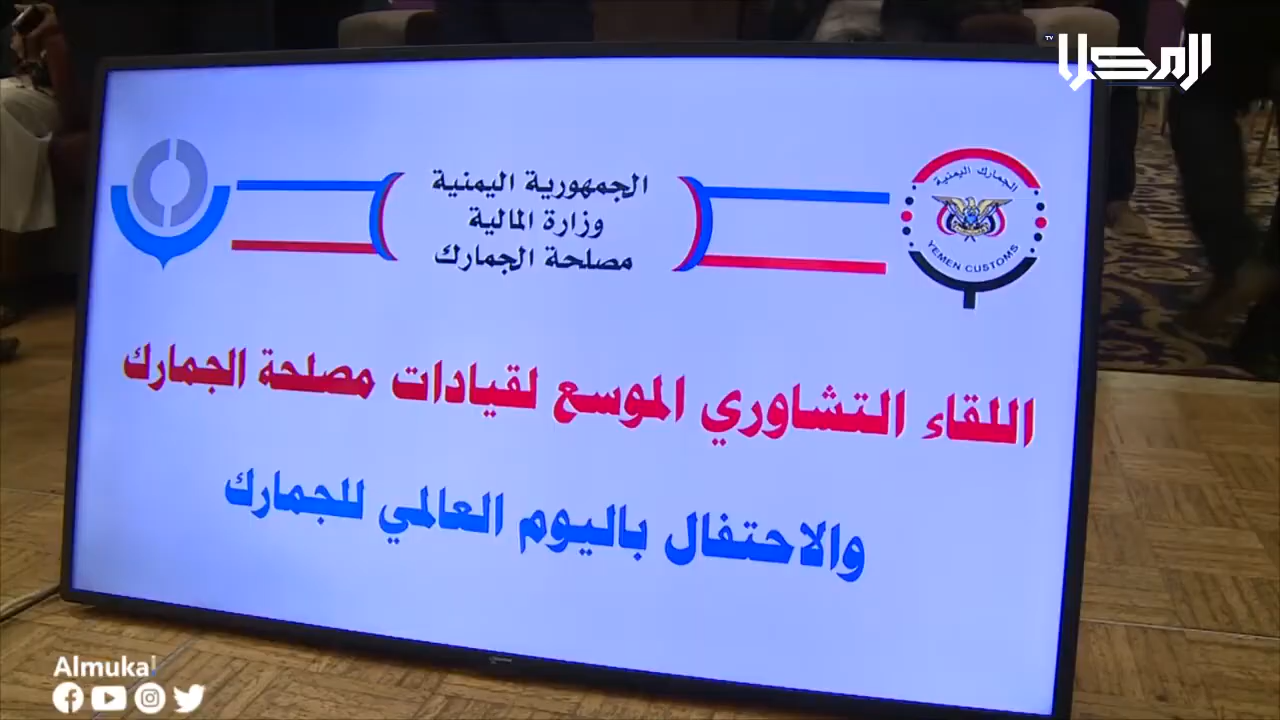 المكلا
TV
الجمهورية اليمنية
وزارة المالية
مصلحة الجمارك
الجمارك اليمنية
YEMEN CUSTOMS
اللقاء التشاوري الموسع لقيادات مصلحة الجمارك
والاحتفال باليوم العالمي للجمارك
Almukal